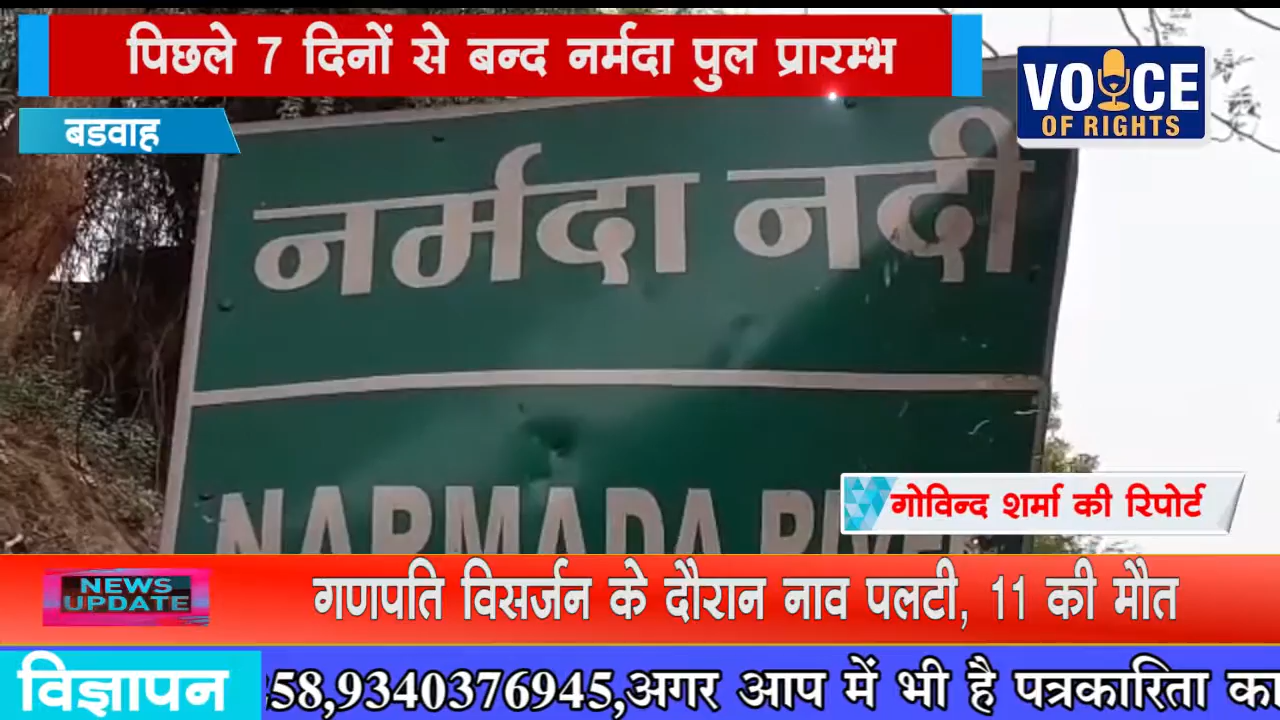 पिछले 7 दिनों से बन्द नर्मदा पुल प्रारम्भ
VOICE
OF RIGHTS
बडवाह
नर्मदा नदी
NARMADA RIVER
गोविन्द शर्मा की रिपोर्ट
NEWS
UPDATE
गणपति विसर्जन के दौरान नाव पलटी, 11 की मौत
विज्ञापन
58,9340376945,अगर आप में भी है पत्रकारिता का